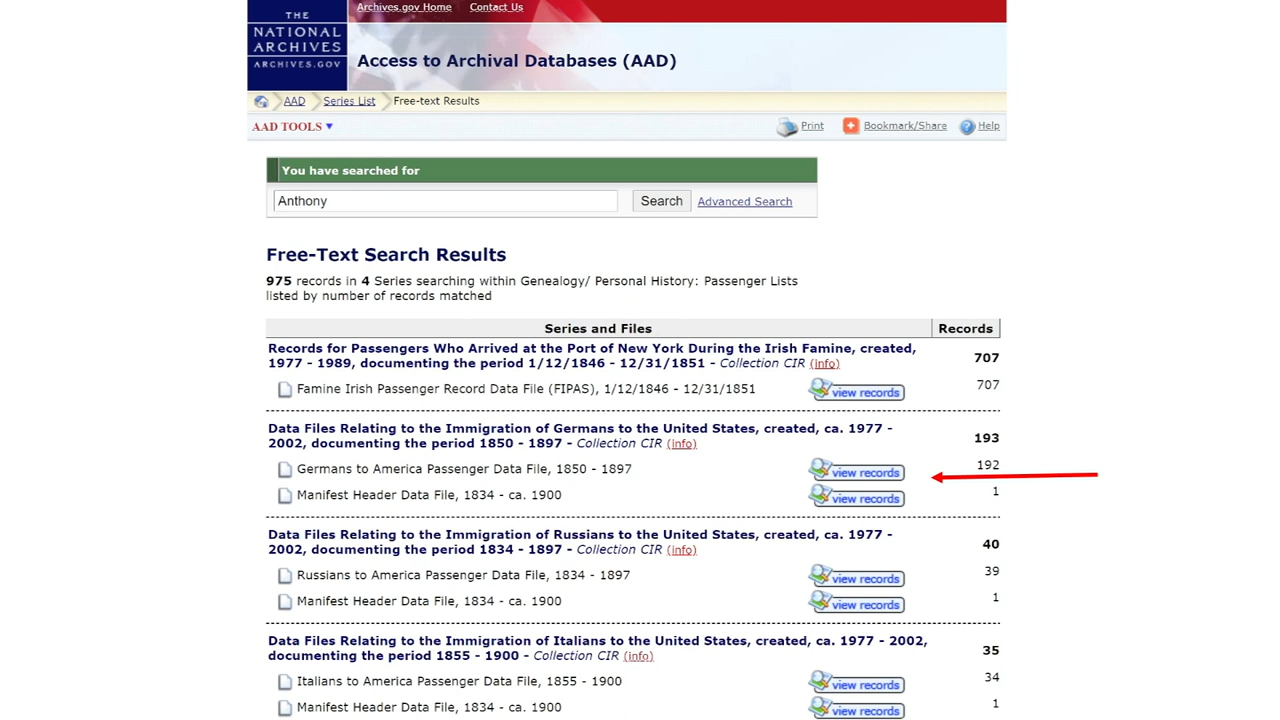 THE
NATIONAL
ARCHIVES
ARCHIVES.GOV
Archives.gov Home Contact Us
Access to Archival Databases (AAD)
AAD Series List Free-text Results
AAD TOOLS Print Bookmark/Share Help
You have searched for
Anthony Search Advanced Search
Free-Text Search Results
975 records in 4 Series searching within Genealogy/ Personal History: Passenger Lists
listed by number of records matched
Series and Files Records
Records for Passengers Who Arrived at the Port of New York During the Irish Famine, created,
1977 - 1989, documenting the period 1/12/1846 - 12/31/1851 - Collection CIR (info) 707
Famine Irish Passenger Record Data File (FIPAS), 1/12/1846 - 12/31/1851 view records 707
Data Files Relating to the Immigration of Germans to the United States, created, ca. 1977 -
2002, documenting the period 1850 - 1897 - Collection CIR (info) 193
Germans to America Passenger Data File, 1850 - 1897 view records 192
Manifest Header Data File, 1834 - ca. 1900 view records 1
Data Files Relating to the Immigration of Russians to the United States, created, ca. 1977 -
2002, documenting the period 1834 - 1897 - Collection CIR (info) 40
Russians to America Passenger Data File, 1834 - 1897 view records 39
Manifest Header Data File, 1834 - ca. 1900 view records 1
Data Files Relating to the Immigration of Italians to the United States, created, ca. 1977 - 2002,
documenting the period 1855 - 1900 - Collection CIR (info) 35
Italians to America Passenger Data File, 1855 - 1900 view records 34
Manifest Header Data File, 1834 - ca. 1900 view records 1